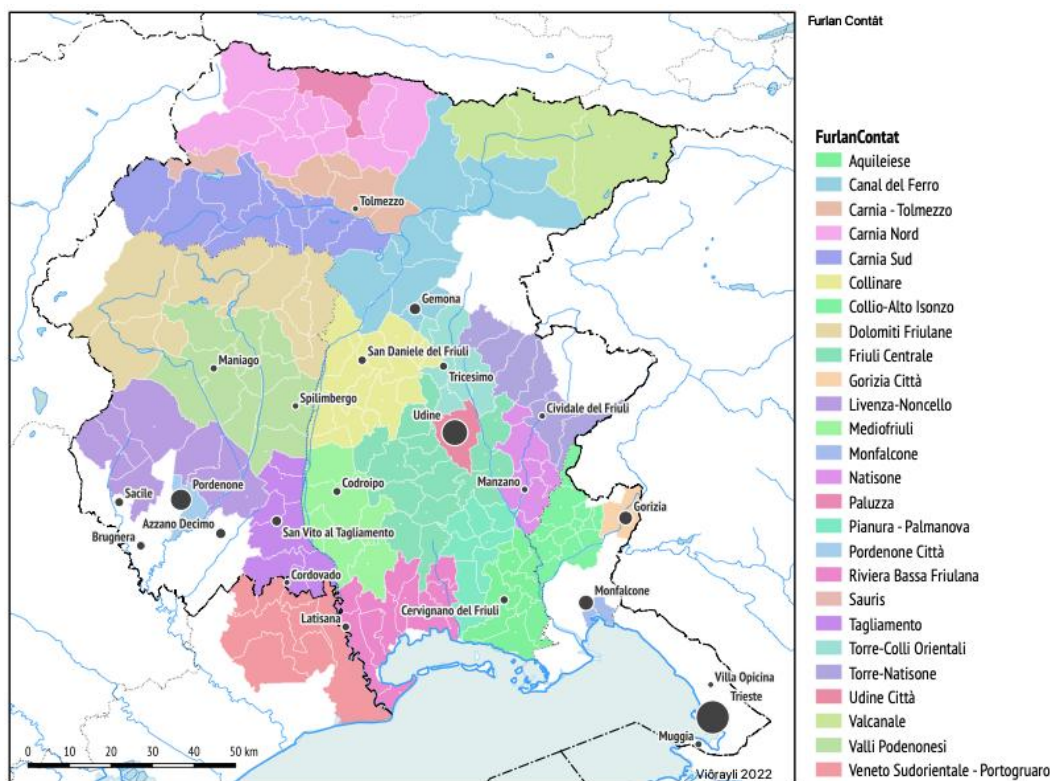 Furlan Contât
FurlanContat
Aquileiese
Canal del Ferro
Carnia - Tolmezzo
Carnia Nord
Carnia Sud
Collinare
Collio-Alto Isonzo
Dolomiti Friulane
Friuli Centrale
Gorizia Città
Livenza-Noncello
Mediofriuli
Monfalcone
Natisone
Paluzza
Pianura - Palmanova
Pordenone Città
Riviera Bassa Friulana
Sauris
Tagliamento
Torre-Colli Orientali
Torre-Natisone
Udine Città
Valcanale
Valli Podenonesi
Veneto Sudorientale - Portogruaro
Tolmezzo
Gemona
San Daniele del Friuli
Maniago
Tricesimo
Spilimbergo
Udine
Cividale del Friuli
Pordenone
Codroipo
Manzano
Sacile
Gorizia
Azzano Decimo
San Vito al Tagliamento
Brugnera
Cordovado
Monfalcone
Cervignano del Friuli
Latisana
Villa Opicina
Trieste
Muggia
0 10 20 30 40 50 km
Viôrayli 2022